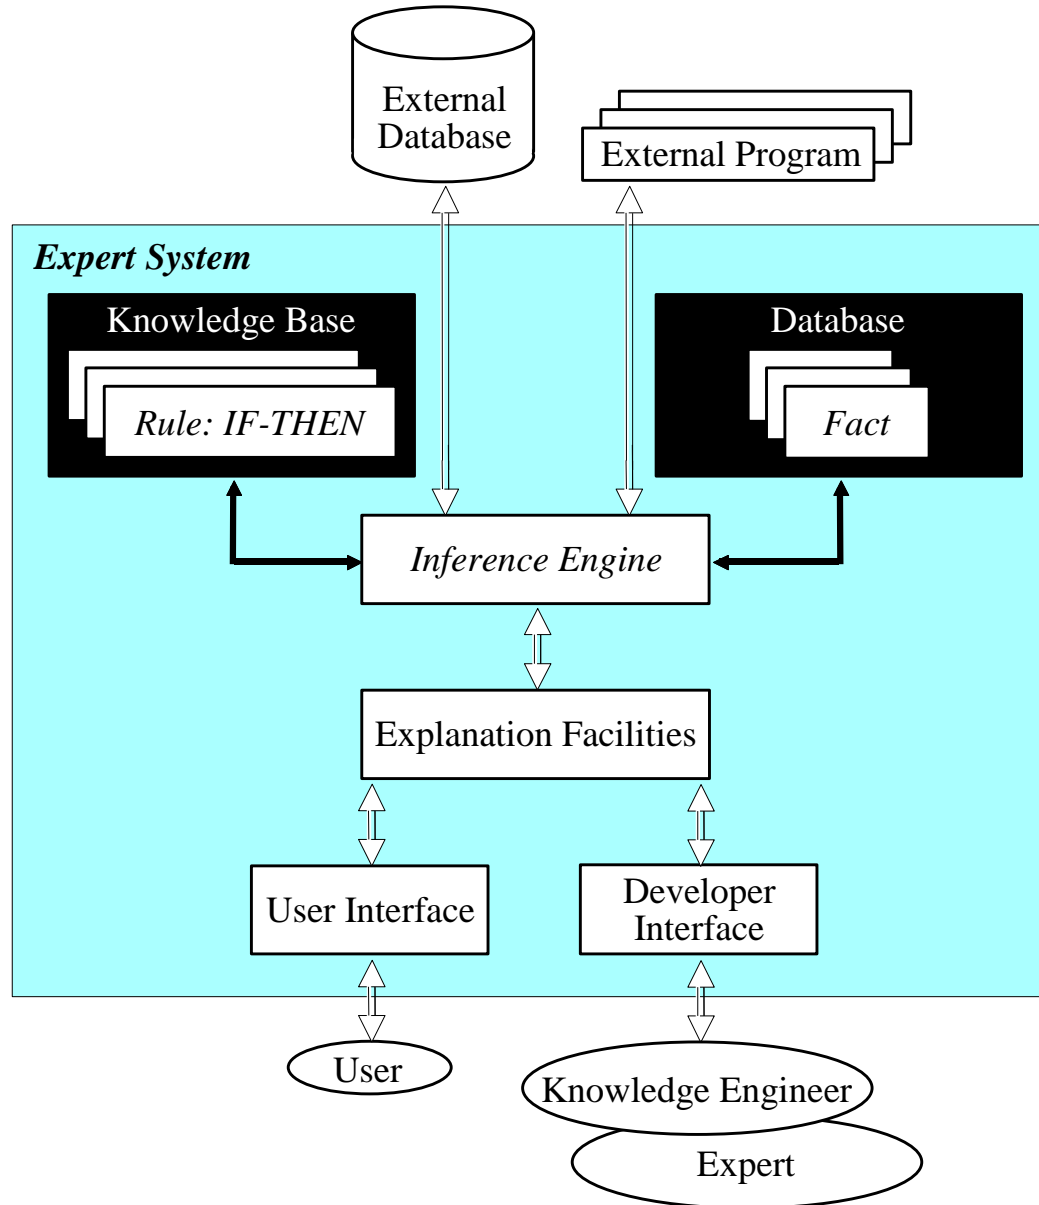 External
Database
External Program
Expert System
Knowledge Base
Rule: IF-THEN
Database
Fact
Inference Engine
Explanation Facilities
User Interface
Developer
Interface
User
Knowledge Engineer
Expert